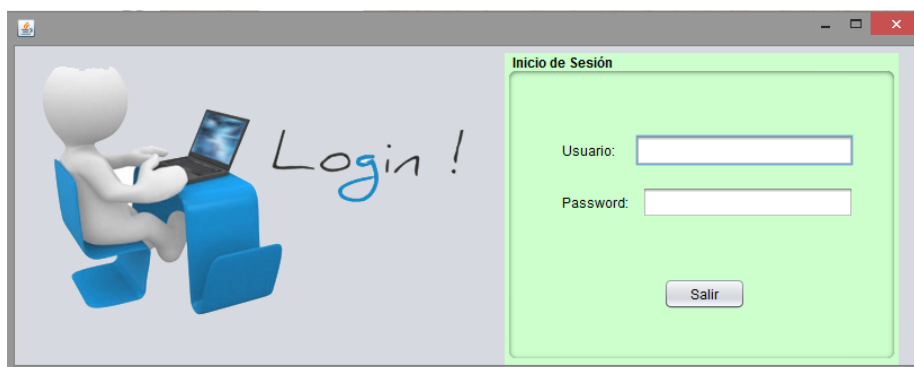 Login !
Inicio de Sesión
Usuario:
Password:
Salir